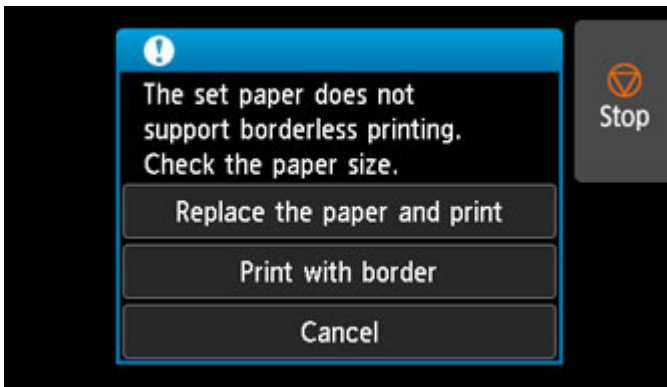 The set paper does not
support borderless printing.
Check the paper size.
Replace the paper and print
Print with border
Cancel
Stop